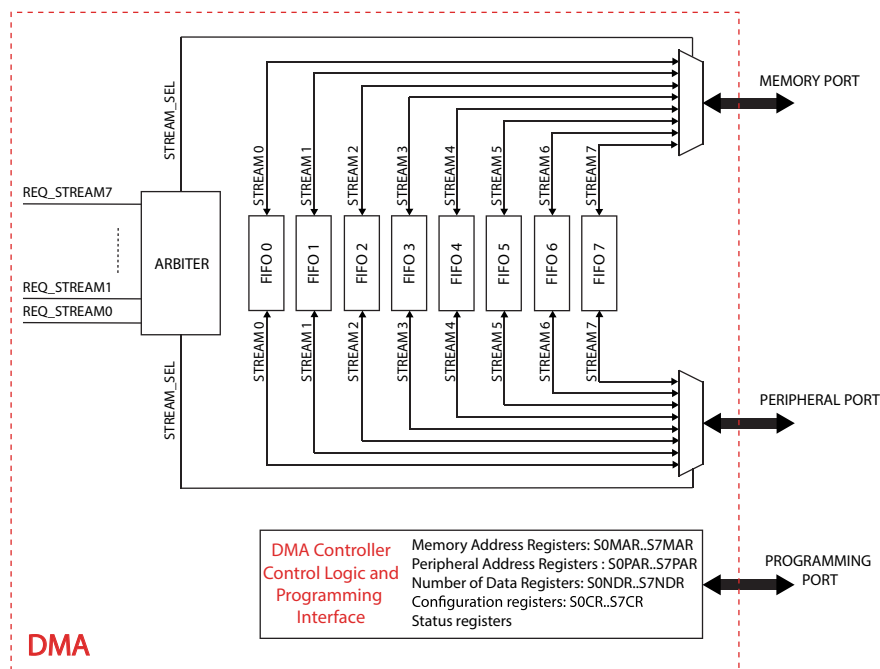 STREAM_SEL
MEMORY PORT
STREAM 0
STREAM 1
STREAM 2
STREAM 3
STREAM 4
STREAM 5
STREAM 6
STREAM 7
REQ_STREAM7
REQ_STREAM1
REQ_STREAM0
ARBITER
FIFO 0
FIFO 1
FIFO 2
FIFO 3
FIFO 4
FIFO 5
FIFO 6
FIFO 7
STREAM_SEL
STREAM 0
STREAM 1
STREAM 2
STREAM 3
STREAM 4
STREAM 5
STREAM 6
STREAM 7
PERIPHERAL PORT
DMA Controller
Control Logic and
Programming
Interface
Memory Address Registers: S0MAR..S7MAR
Peripheral Address Registers : S0PAR..S7PAR
Number of Data Registers: S0NDR..S7NDR
Configuration registers: S0CR..S7CR
Status registers
PROGRAMMING
PORT
DMA